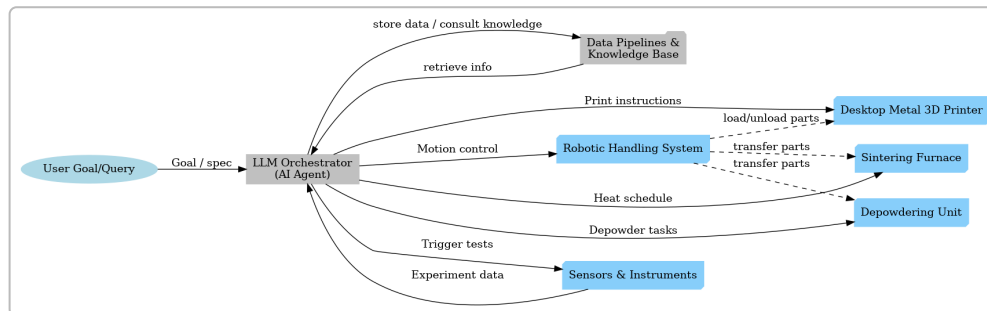 store data / consult knowledge
Data Pipelines &
Knowledge Base
retrieve info
Print instructions
Desktop Metal 3D Printer
load/unload parts
Motion control
Robotic Handling System
transfer parts
Sintering Furnace
transfer parts
User Goal/Query
Goal / spec
LLM Orchestrator
(AI Agent)
Heat schedule
Depowdering Unit
Depowder tasks
Trigger tests
Experiment data
Sensors & Instruments